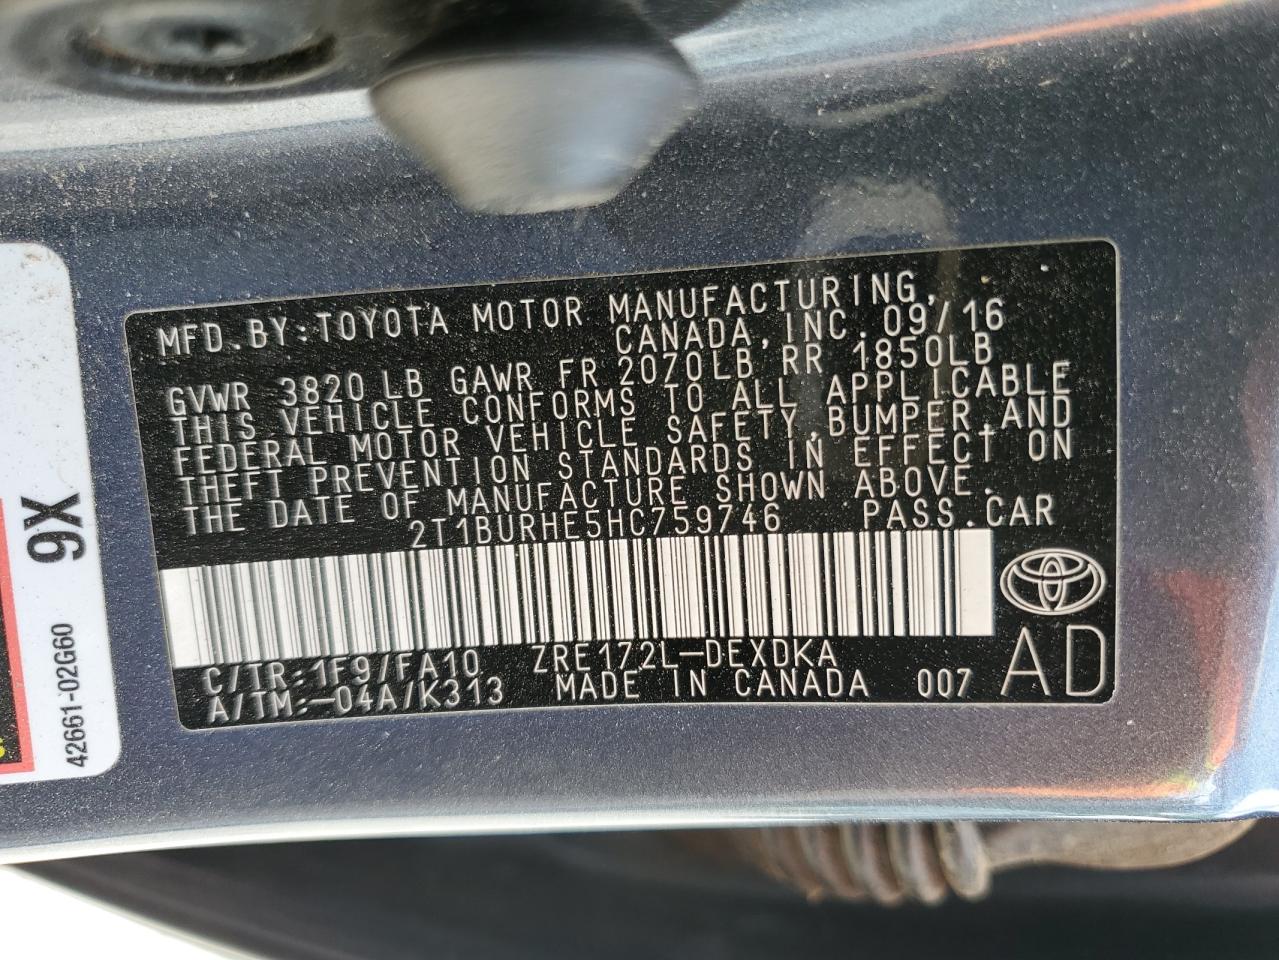 MFD.BY:TOYOTA MOTOR MANUFACTURING,
CANADA,INC.09/16
GVWR 3820 LB GAWR FR 2070LB RR 1850LB
THIS VEHICLE CONFORMS TO ALL APPLICABLE
FEDERAL MOTOR VEHICLE SAFETY,BUMPER,AND
THEFT PREVENTION STANDARDS IN EFFECT ON
THE DATE OF MANUFACTURE SHOWN ABOVE.
2T1BURHE5HC759746 PASS.CAR
C/TR:1F9/FA10 ZRE172L-DEXDKA
A/TM:-04A/K313 MADE IN CANADA 007
AD
9X
42661-02G60